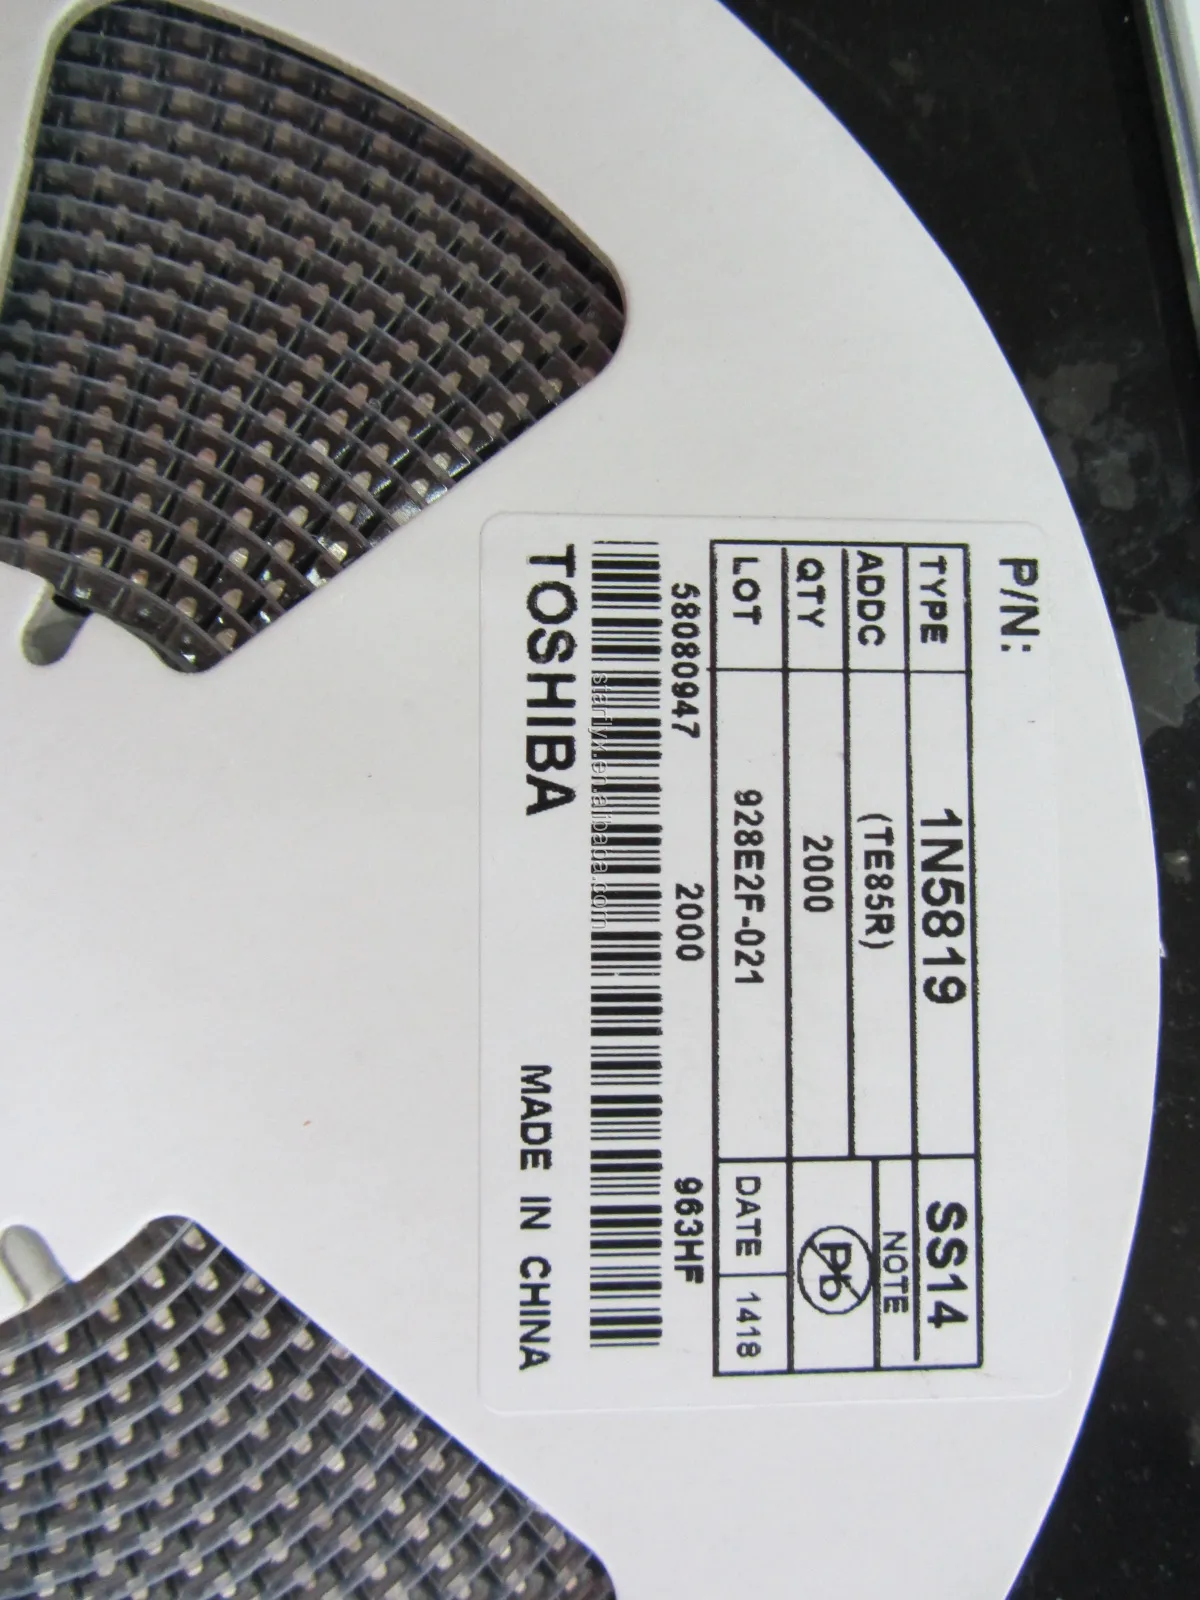 P/N:
TYPE 1N5819 SS14
ADDC (TE85R) NOTE
QTY 2000 Pb
LOT 928E2F-021 DATE 1418
58080947 2000 963HF
starflyx.en.alibaba.com
TOSHIBA MADE IN CHINA